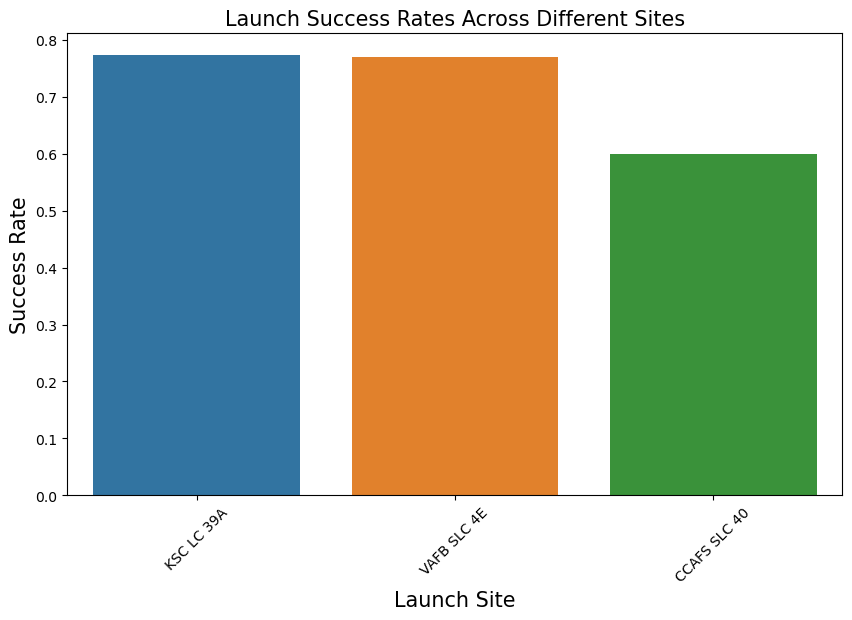 Launch Success Rates Across Different Sites
Success Rate
0.8
0.7
0.6
0.5
0.4
0.3
0.2
0.1
0.0
KSC LC 39A
VAFB SLC 4E
CCAFS SLC 40
Launch Site